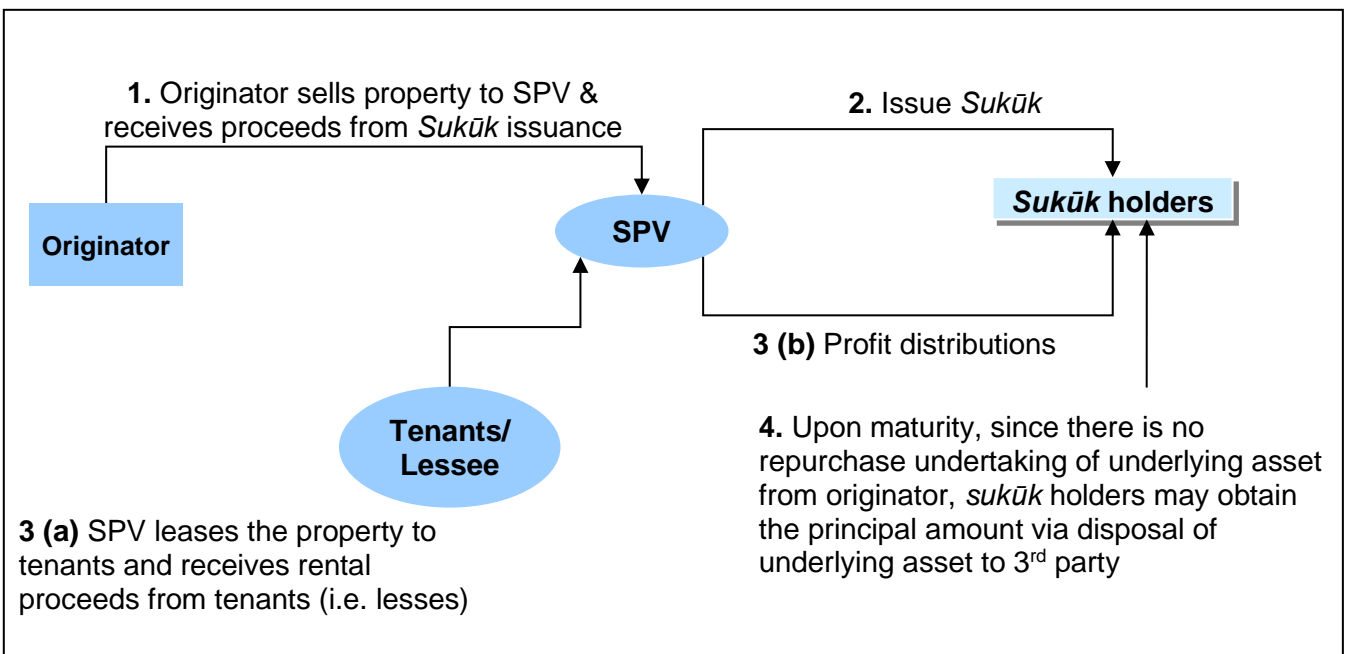 1. Originator sells property to SPV &
receives proceeds from Sukūk issuance
2. Issue Sukūk
Originator
SPV
Sukūk holders
3 (b) Profit distributions
Tenants/
Lessee
4. Upon maturity, since there is no
repurchase undertaking of underlying asset
from originator, sukūk holders may obtain
the principal amount via disposal of
underlying asset to 3rd party
3 (a) SPV leases the property to
tenants and receives rental
proceeds from tenants (i.e. lesses)